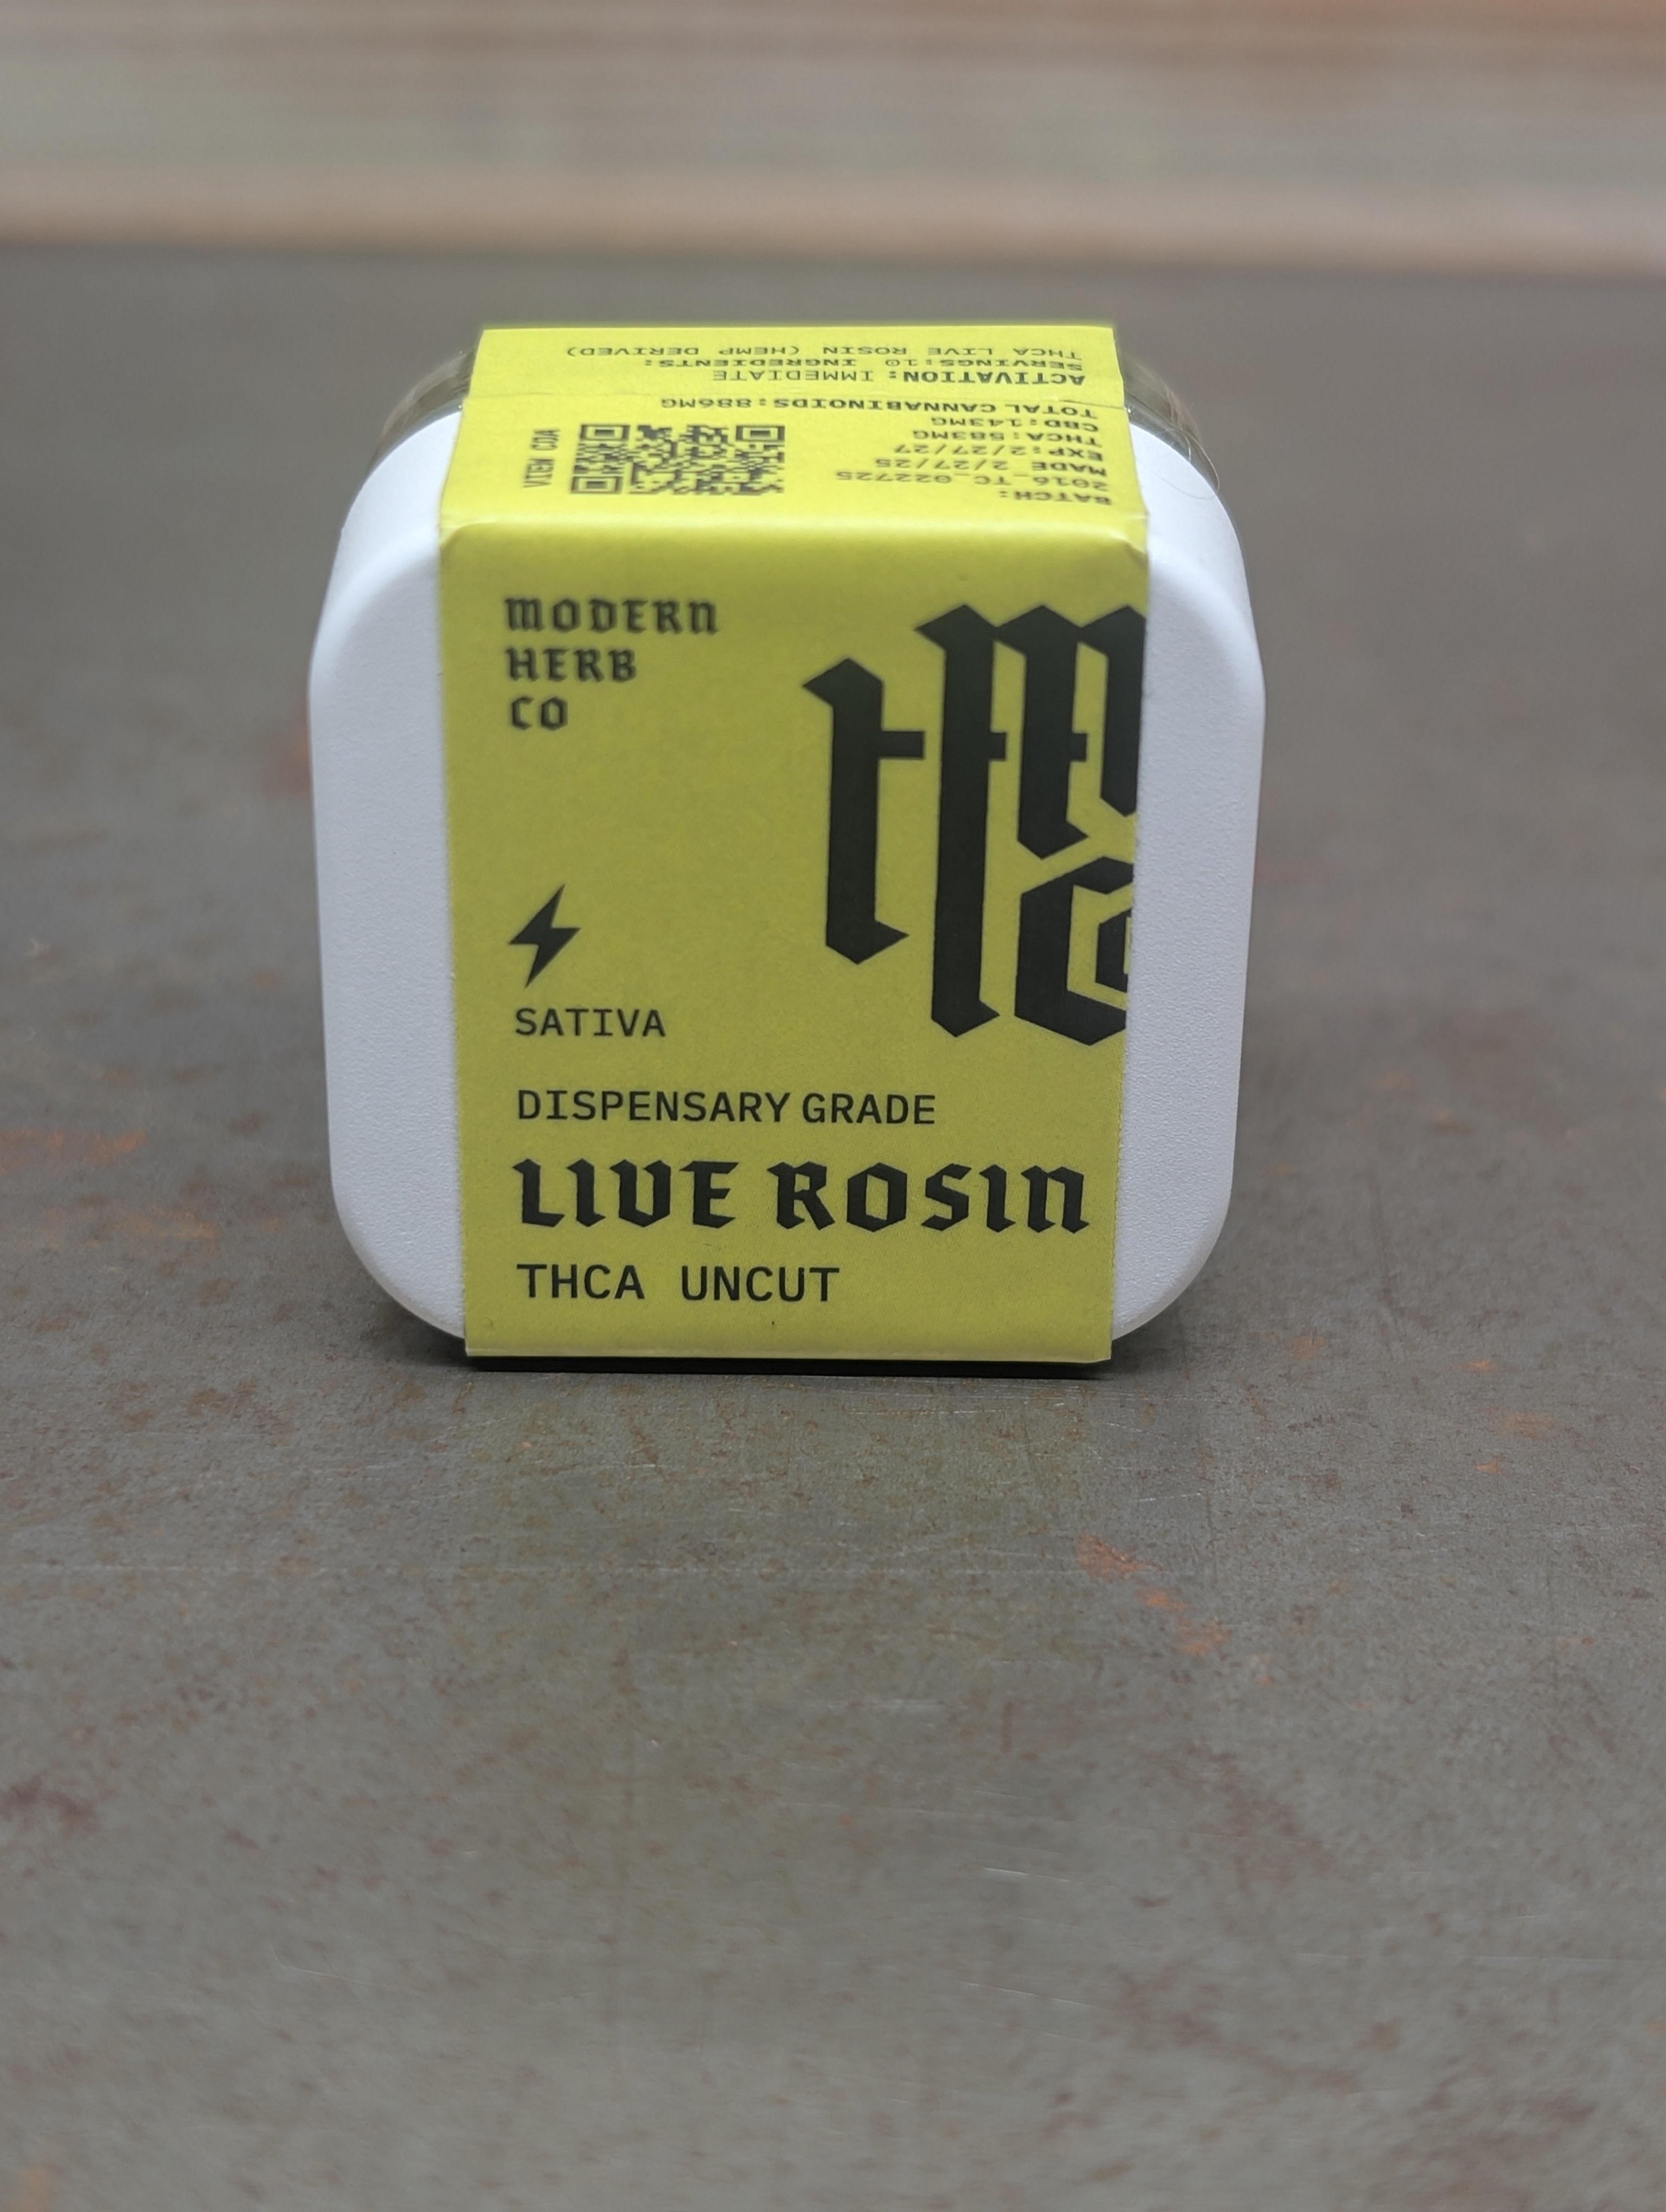 MODERN
HERB
CO
SATIVA
DISPENSARY GRADE
LIVE ROSIN
THCA UNCUT
BATCH:
2016_TC_022725
MADE 2/27/25
EXP: 2/27/27
THCA: 583MG
CBD: 143MG
TOTAL CANNABINOIDS: 886MG
VIEW COA
ACTIVATION: IMMEDIATE
SERVINGS: 10 INGREDIENTS:
THCA LIVE ROSIN (HEMP DERIVED)